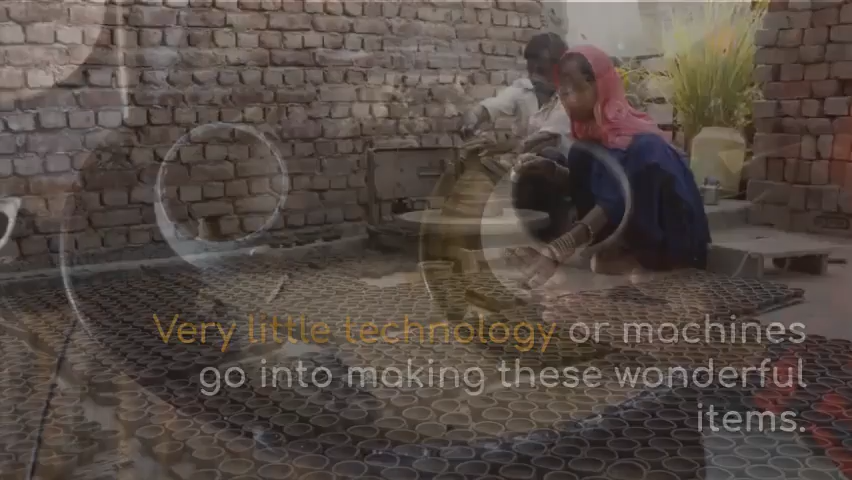 Very little technology or machines
go into making these wonderful
items.